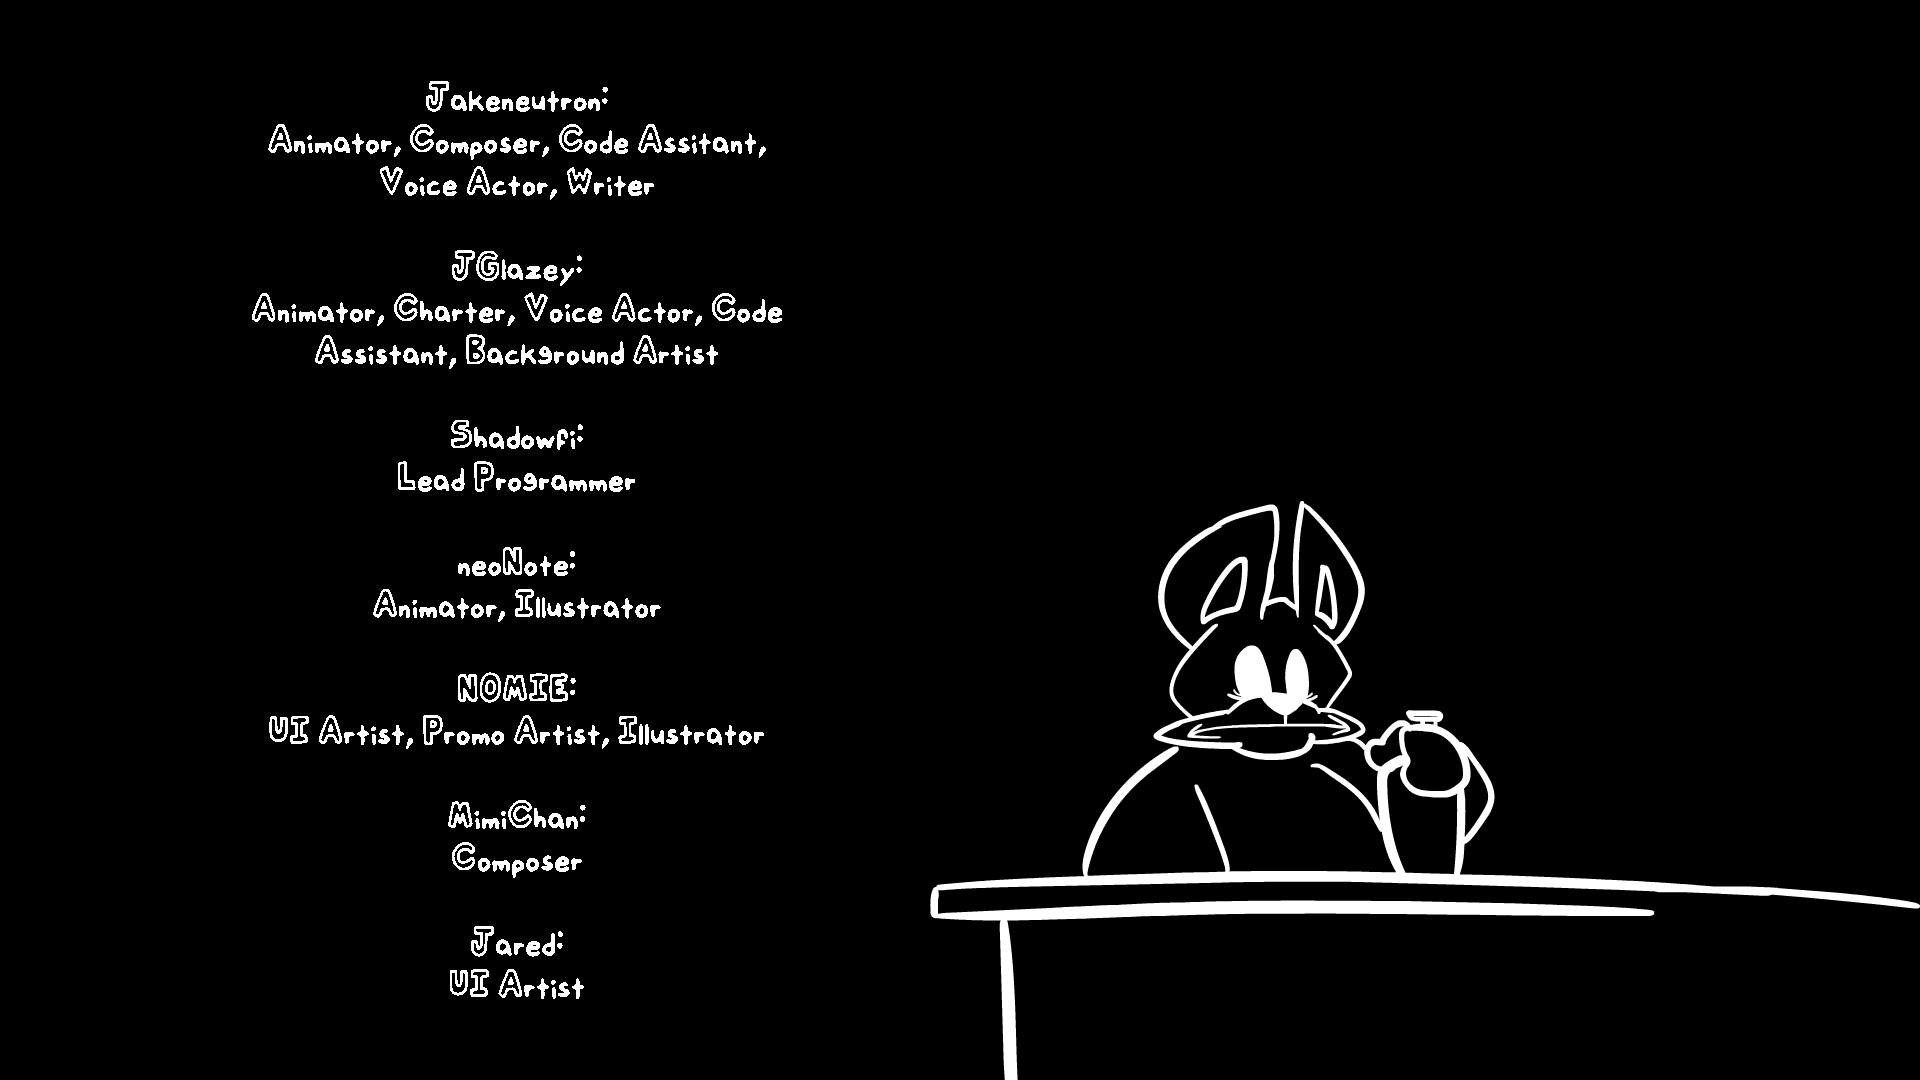 Jakeneutron:
Animator, Composer, Code Assitant,
Voice Actor, Writer
JGlazey:
Animator, Charter, Voice Actor, Code
Assistant, Background Artist
Shadowfi:
Lead Programmer
neoNote:
Animator, Illustrator
NOMIE:
UI Artist, Promo Artist, Illustrator
MimiChan:
Composer
Jared:
UI Artist